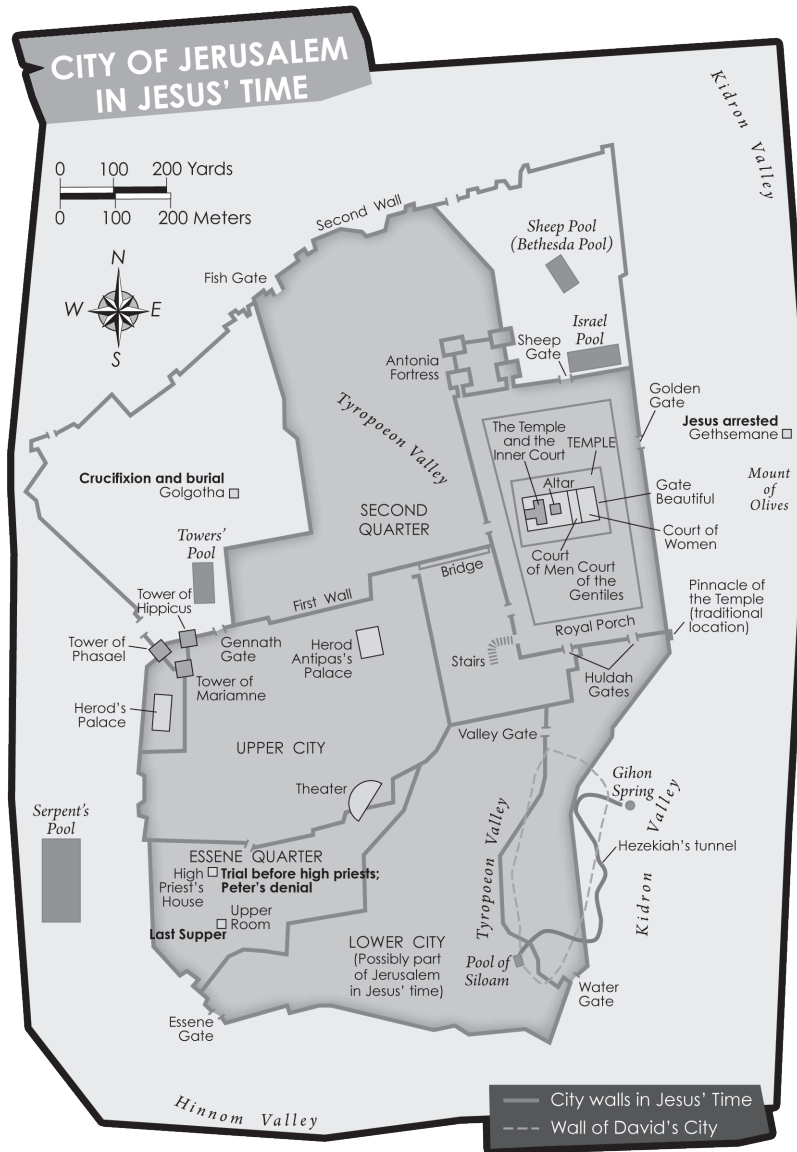 CITY OF JERUSALEM
IN JESUS’ TIME
Kidron Valley
0 100 200 Yards
0 100 200 Meters
N
W E
S
Second Wall
Fish Gate
Sheep Pool
(Bethesda Pool)
Israel
Pool
Sheep
Gate
Antonia
Fortress
Tyropoeon Valley
Golden
Gate
Jesus arrested
Gethsemane
The Temple
and the
Inner Court
TEMPLE
Altar
Mount
of
Olives
Gate
Beautiful
Court of
Women
Court
of Men
Court
of the
Gentiles
Crucifixion and burial
Golgotha
SECOND
QUARTER
Towers’
Pool
Bridge
First Wall
Tower of
Hippicus
Tower of
Phasael
Gennath
Gate
Tower of
Mariamne
Herod
Antipas’s
Palace
Stairs
Royal Porch
Pinnacle of
the Temple
(traditional
location)
Huldah
Gates
Herod’s
Palace
UPPER CITY
Valley Gate
Theater
Gihon
Spring
Serpent’s
Pool
Tyropoeon Valley
Kidron Valley
Hezekiah’s tunnel
ESSENE QUARTER
High
Priest’s
House
Trial before high priests;
Peter’s denial
Upper
Room
Last Supper
LOWER CITY
(Possibly part
of Jerusalem
in Jesus’ time)
Pool of
Siloam
Water
Gate
Essene
Gate
Hinnom Valley
City walls in Jesus’ Time
Wall of David’s City